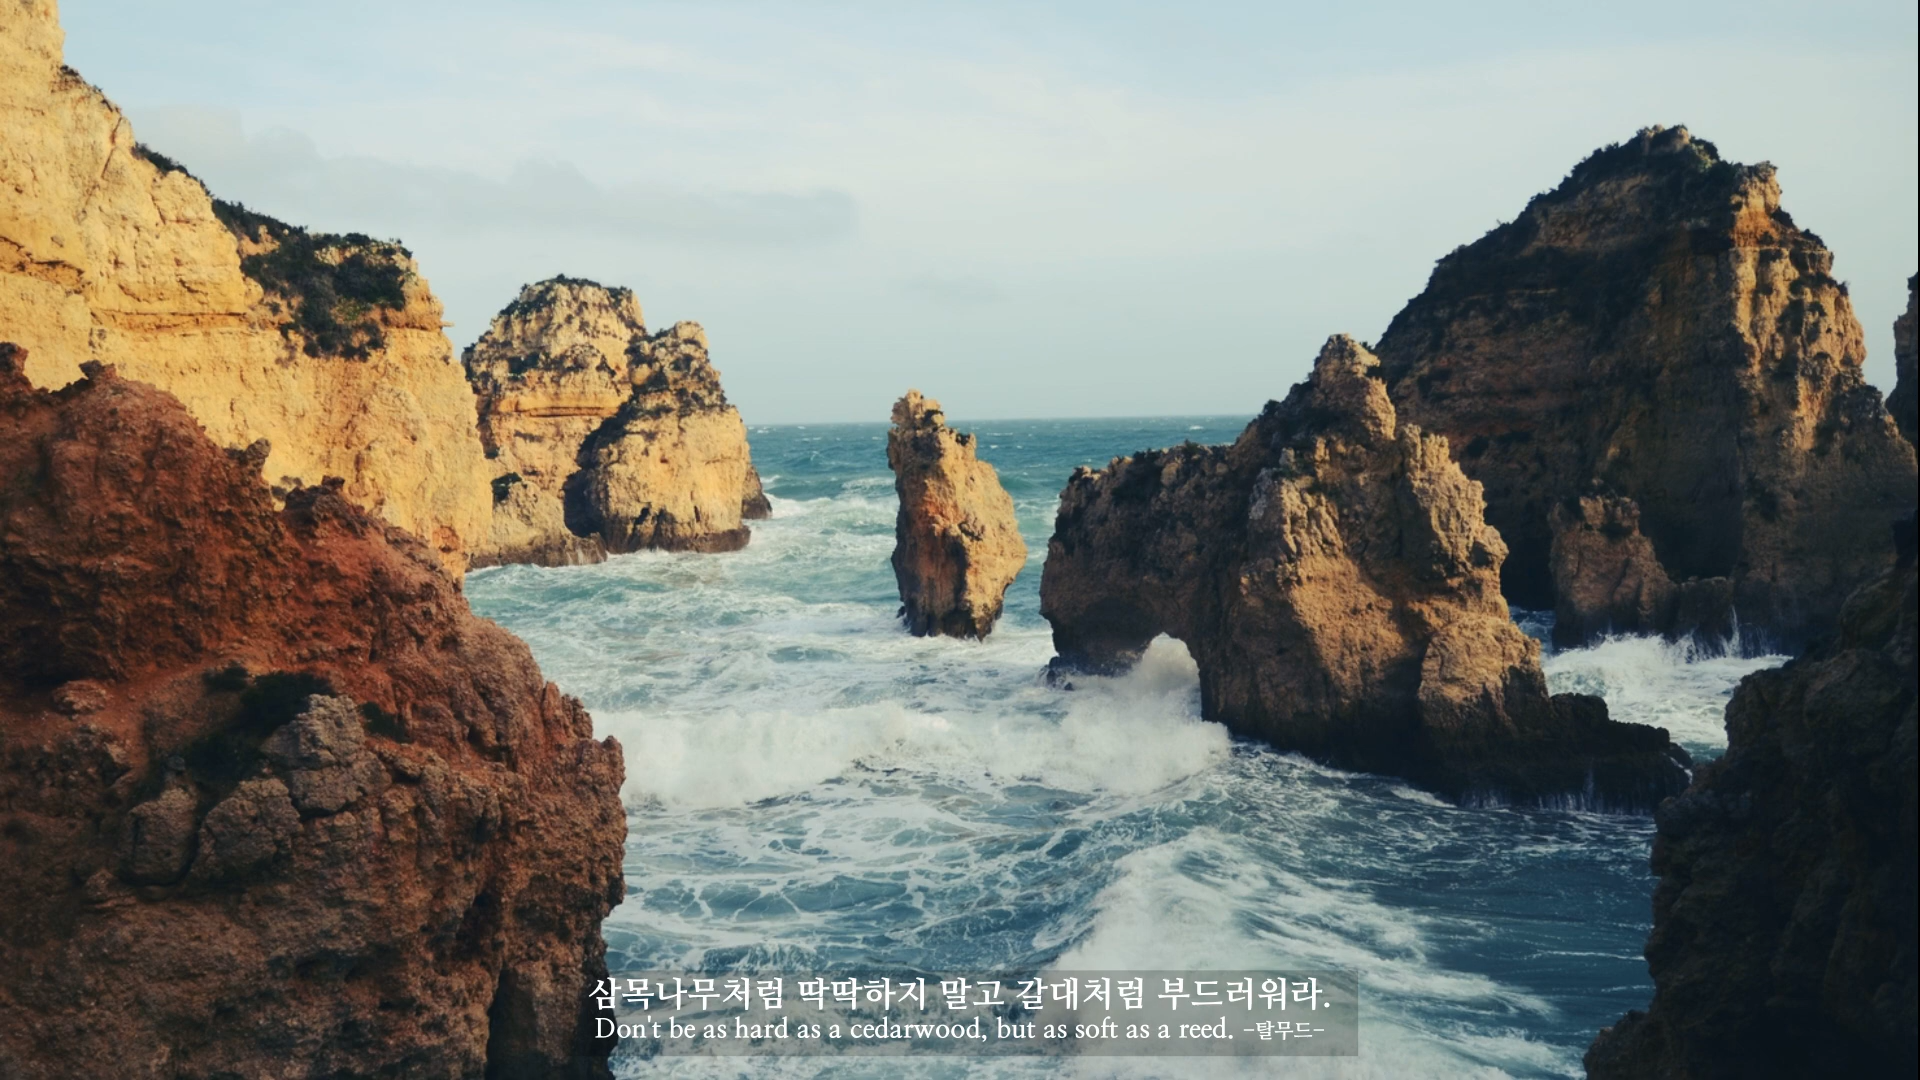 삼목나무처럼 딱딱하지 말고 갈대처럼 부드러워라.
Don't be as hard as a cedarwood, but as soft as a reed. -탈무드-